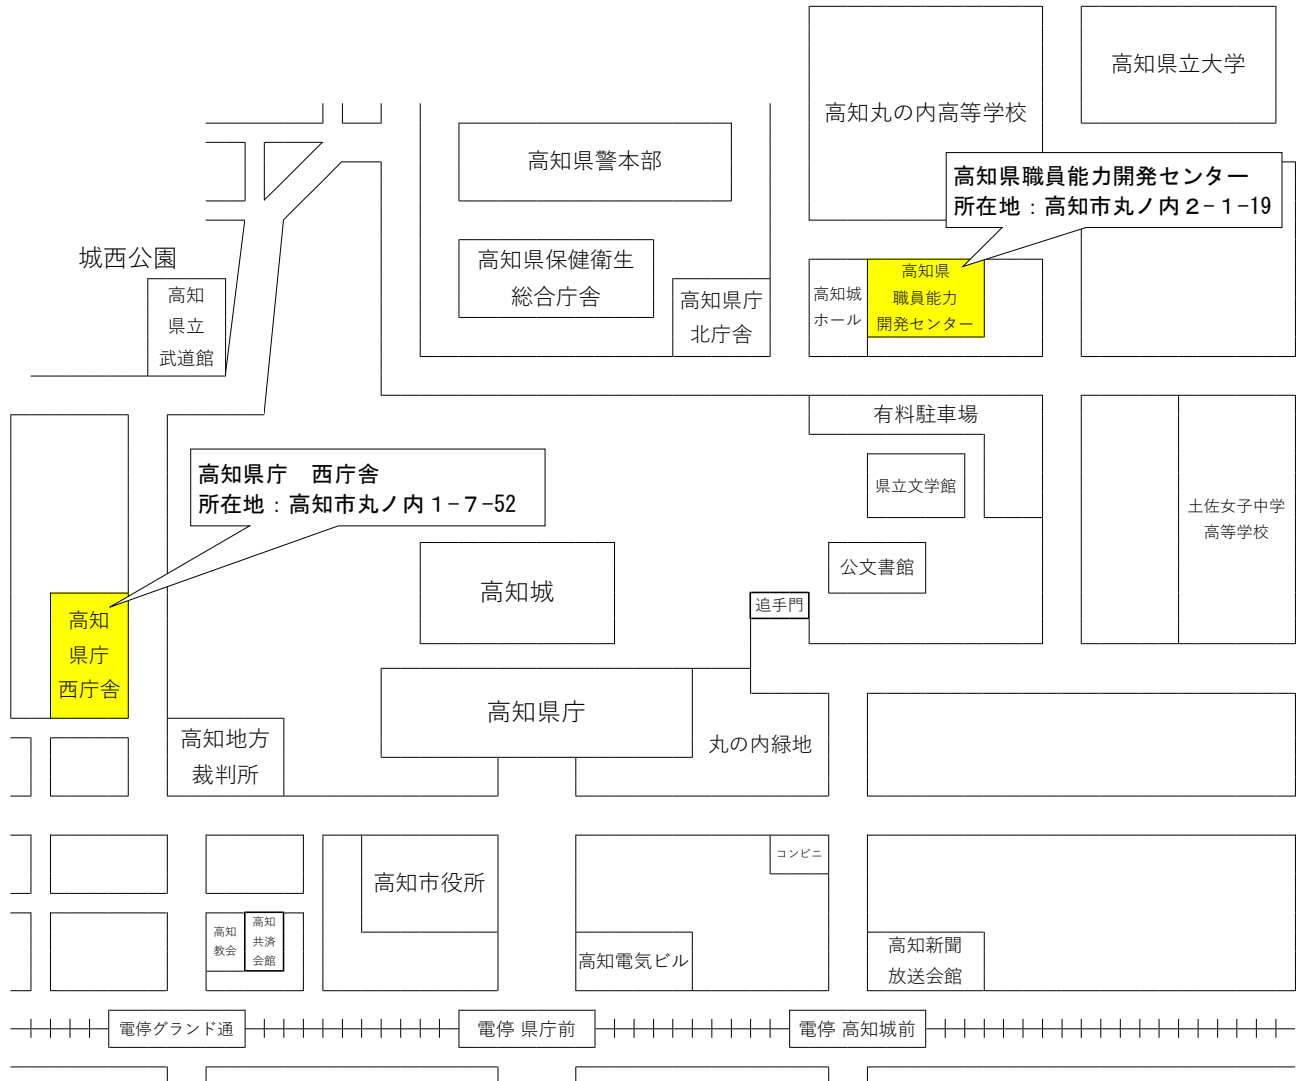 高知県立大学
高知丸の内高等学校
高知県警本部
高知県職員能力開発センター
所在地：高知市丸ノ内２-１-19
城西公園
高知
県立
武道館
高知県保健衛生
総合庁舎
高知県庁
北庁舎
高知城
ホール
高知県
職員能力
開発センター
有料駐車場
高知県庁　西庁舎
所在地：高知市丸ノ内１-７-52
県立文学館
土佐女子中学
高等学校
公文書館
高知城
追手門
高知
県庁
西庁舎
高知県庁
丸の内緑地
高知地方
裁判所
コンビニ
高知市役所
高知
教会
高知
共済
会館
高知電気ビル
高知新聞
放送会館
電停グランド通
電停 県庁前
電停 高知城前